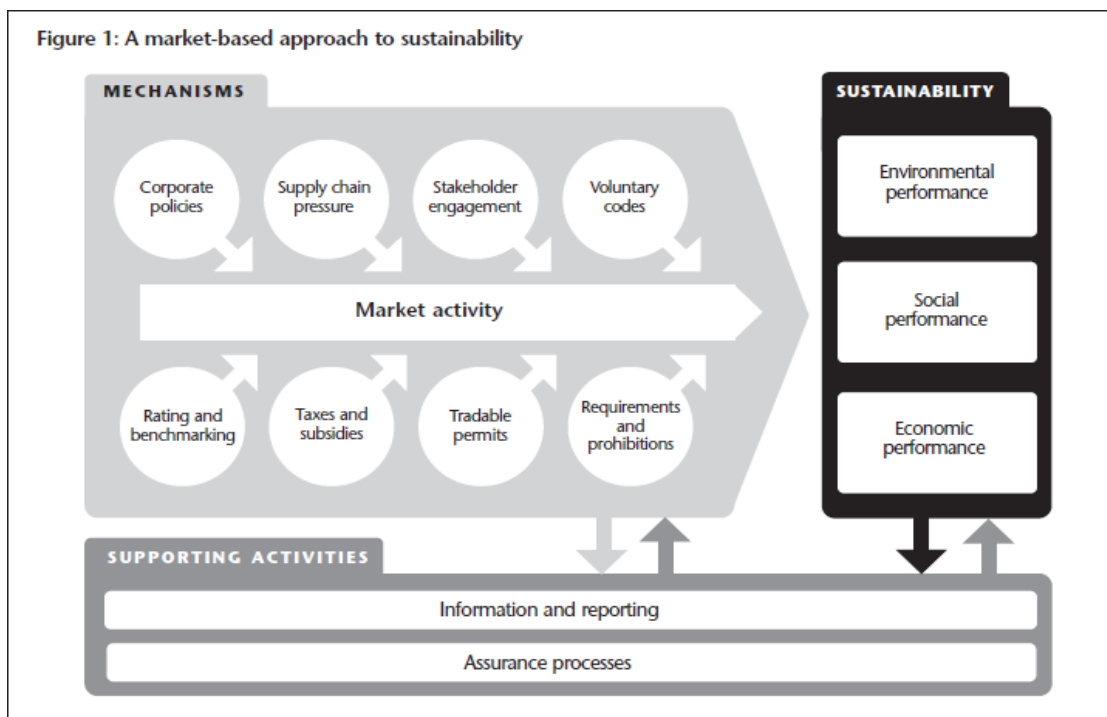 Figure 1: A market-based approach to sustainability
MECHANISMS
Corporate
policies
Supply chain
pressure
Stakeholder
engagement
Voluntary
codes
Market activity
Rating and
benchmarking
Taxes and
subsidies
Tradable
permits
Requirements
and
prohibitions
SUSTAINABILITY
Environmental
performance
Social
performance
Economic
performance
SUPPORTING ACTIVITIES
Information and reporting
Assurance processes